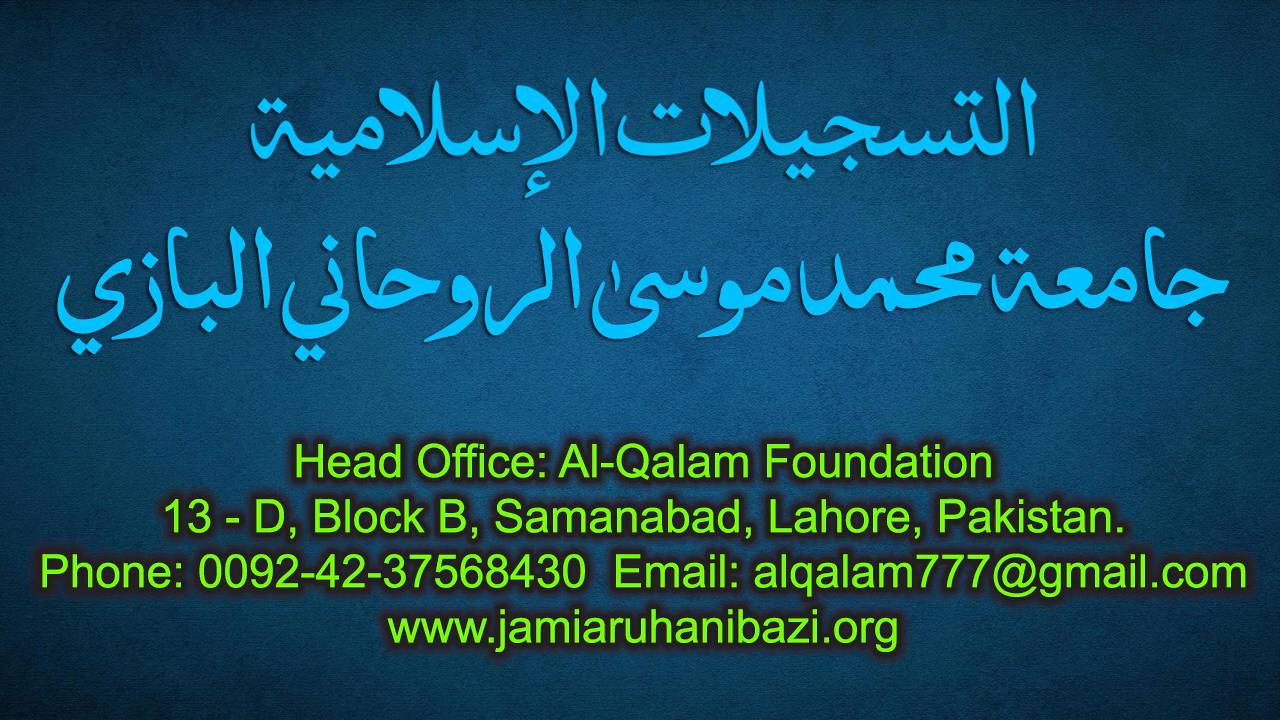 التسجيلات الإسلامية
جامعة محمد موسىٰ الروحاني البازي
Head Office: Al-Qalam Foundation
13 - D, Block B, Samanabad, Lahore, Pakistan.
Phone: 0092-42-37568430  Email: alqalam777@gmail.com
www.jamiaruhanibazi.org